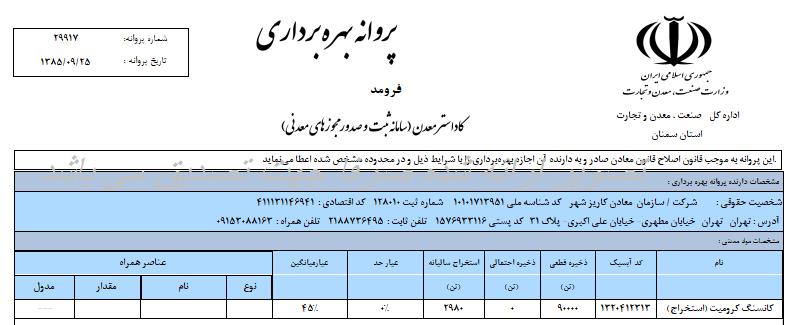 جمهوری اسلامی ایران
وزارت صنعت، معدن و تجارت
اداره کل صنعت ، معدن و تجارت
استان سمنان
پروانه بهره برداری
فرومد
کاداستر معدن (سامانه ثبت و صدور مجوزهای معدنی)
شماره پروانه: ۲۹۹۱۷
تاریخ پروانه : ۱۳۸۵/۰۹/۲۵
این پروانه به موجب قانون اصلاح قانون معادن صادر و به دارنده آن اجازه بهره‌برداری را با شرایط ذیل و در محدوده مشخص شده اعطا می‌نماید.
مشخصات دارنده پروانه بهره برداری :
شخصیت حقوقی : شرکت / سازمان معادن کاریز شهر کد شناسه ملی ۱۰۱۰۱۷۱۳۹۵۱ شماره ثبت ۱۲۸۰۱۰ کد اقتصادی : ۴۱۱۱۳۱۱۴۶۹۴۱
آدرس : تهران تهران خیابان مطهری- خیابان علی اکبری- پلاک ۳۱ کد پستی ۱۵۷۶۹۳۳۱۱۶ تلفن ثابت : ۲۱۸۸۷۳۶۴۹۵ تلفن همراه : ۰۹۱۵۳۰۸۸۱۶۳
مشخصات مواد معدنی :
نام کد آیسیک ذخیره قطعی (تن) ذخیره احتمالی (تن) استخراج سالیانه (تن) عیار حد عیارمیانگین عناصر همراه
نوع نام مقدار مدول
کانسنگ کرومیت (استخراج) ۱۳۲۰۴۱۲۳۱۳ ۹۰۰۰۰ ۰ ۲۹۸۰ ۰% ۴۵% ----